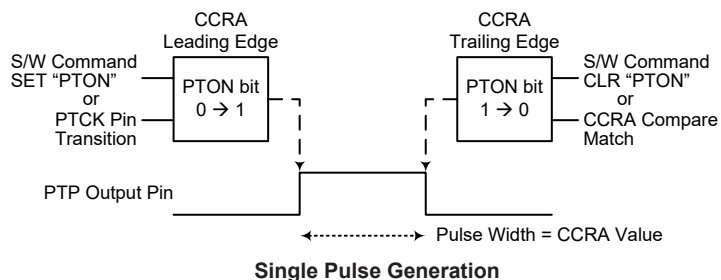 CCRA
Leading Edge
CCRA
Trailing Edge
S/W Command
SET “PTON”
or
PTCK Pin
Transition
PTON bit
0 → 1
PTON bit
1 → 0
S/W Command
CLR “PTON”
or
CCRA Compare
Match
PTP Output Pin
Pulse Width = CCRA Value
Single Pulse Generation